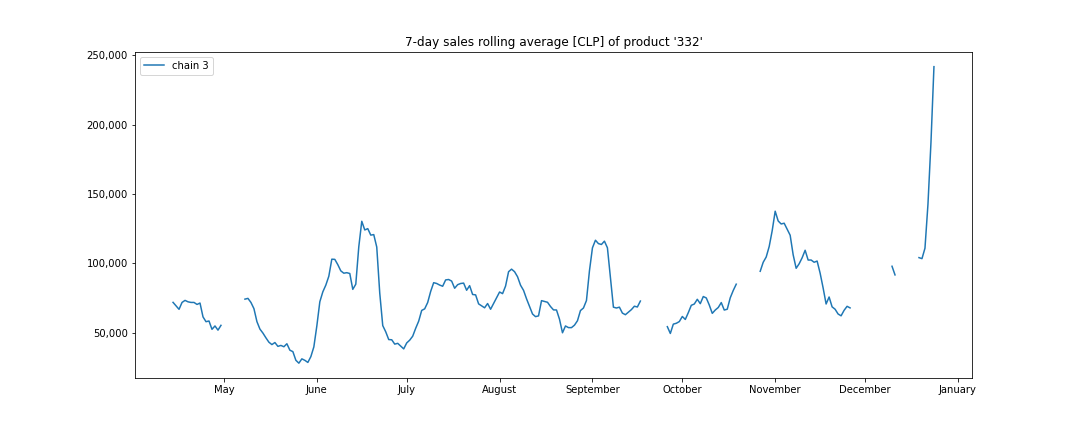 7-day sales rolling average [CLP] of product '332'
250,000
200,000
150,000
100,000
50,000
chain 3
May June July August September October November December January